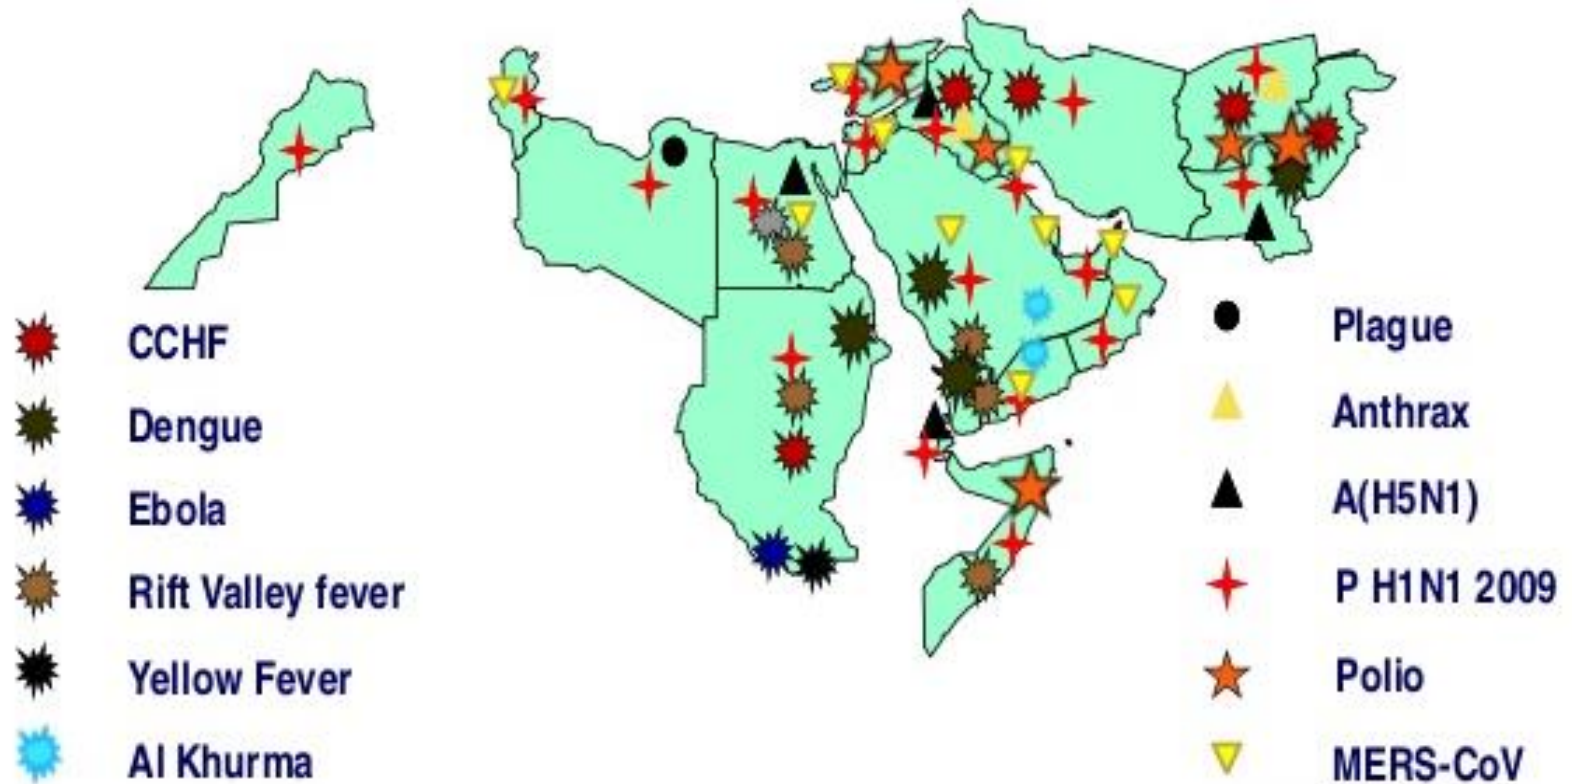 CCHF
Dengue
Ebola
Rift Valley fever
Yellow Fever
Al Khurma
Plague
Anthrax
A(H5N1)
P H1N1 2009
Polio
MERS-CoV